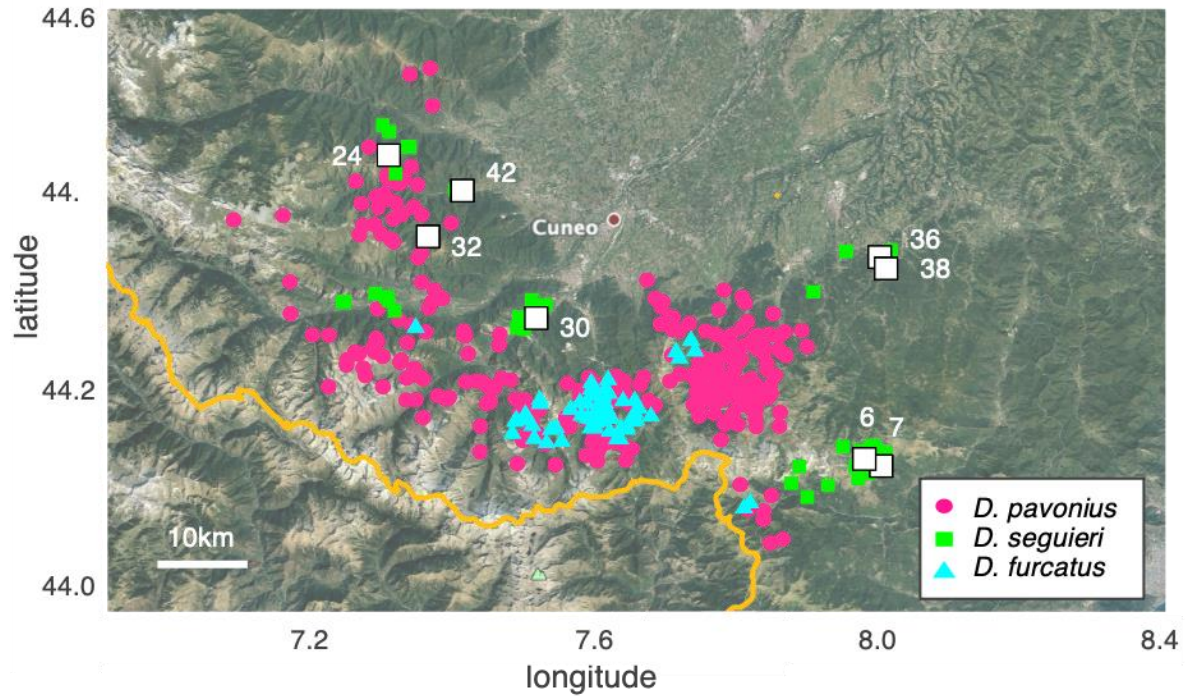 44.6
24
42
44.
Cuneo
32
36
38
latitude
30
44.2
6 7
D. pavonius
10km
D. seguieri
D. furcatus
44.0
7.2 7.6 8.0 8.4
longitude